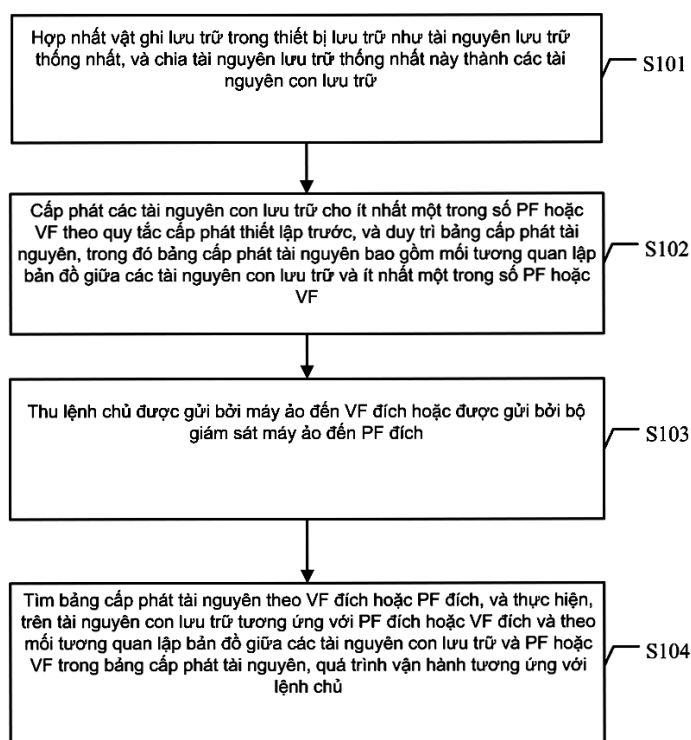 Hợp nhất vật ghi lưu trữ trong thiết bị lưu trữ như tài nguyên lưu trữ
thống nhất, và chia tài nguyên lưu trữ thống nhất này thành các tài
nguyên con lưu trữ
S101
Cấp phát các tài nguyên con lưu trữ cho ít nhất một trong số PF hoặc
VF theo quy tắc cấp phát thiết lập trước, và duy trì bảng cấp phát tài
nguyên, trong đó bảng cấp phát tài nguyên bao gồm mối tương quan lập
bản đồ giữa các tài nguyên con lưu trữ và ít nhất một trong số PF hoặc
VF
S102
Thu lệnh chủ được gửi bởi máy ảo đến VF đích hoặc được gửi bởi bộ
giám sát máy ảo đến PF đích
S103
Tìm bảng cấp phát tài nguyên theo VF đích hoặc PF đích, và thực hiện,
trên tài nguyên con lưu trữ tương ứng với PF đích hoặc VF đích và theo
mối tương quan lập bản đồ giữa các tài nguyên con lưu trữ và PF hoặc
VF trong bảng cấp phát tài nguyên, quá trình vận hành tương ứng với
lệnh chủ
S104